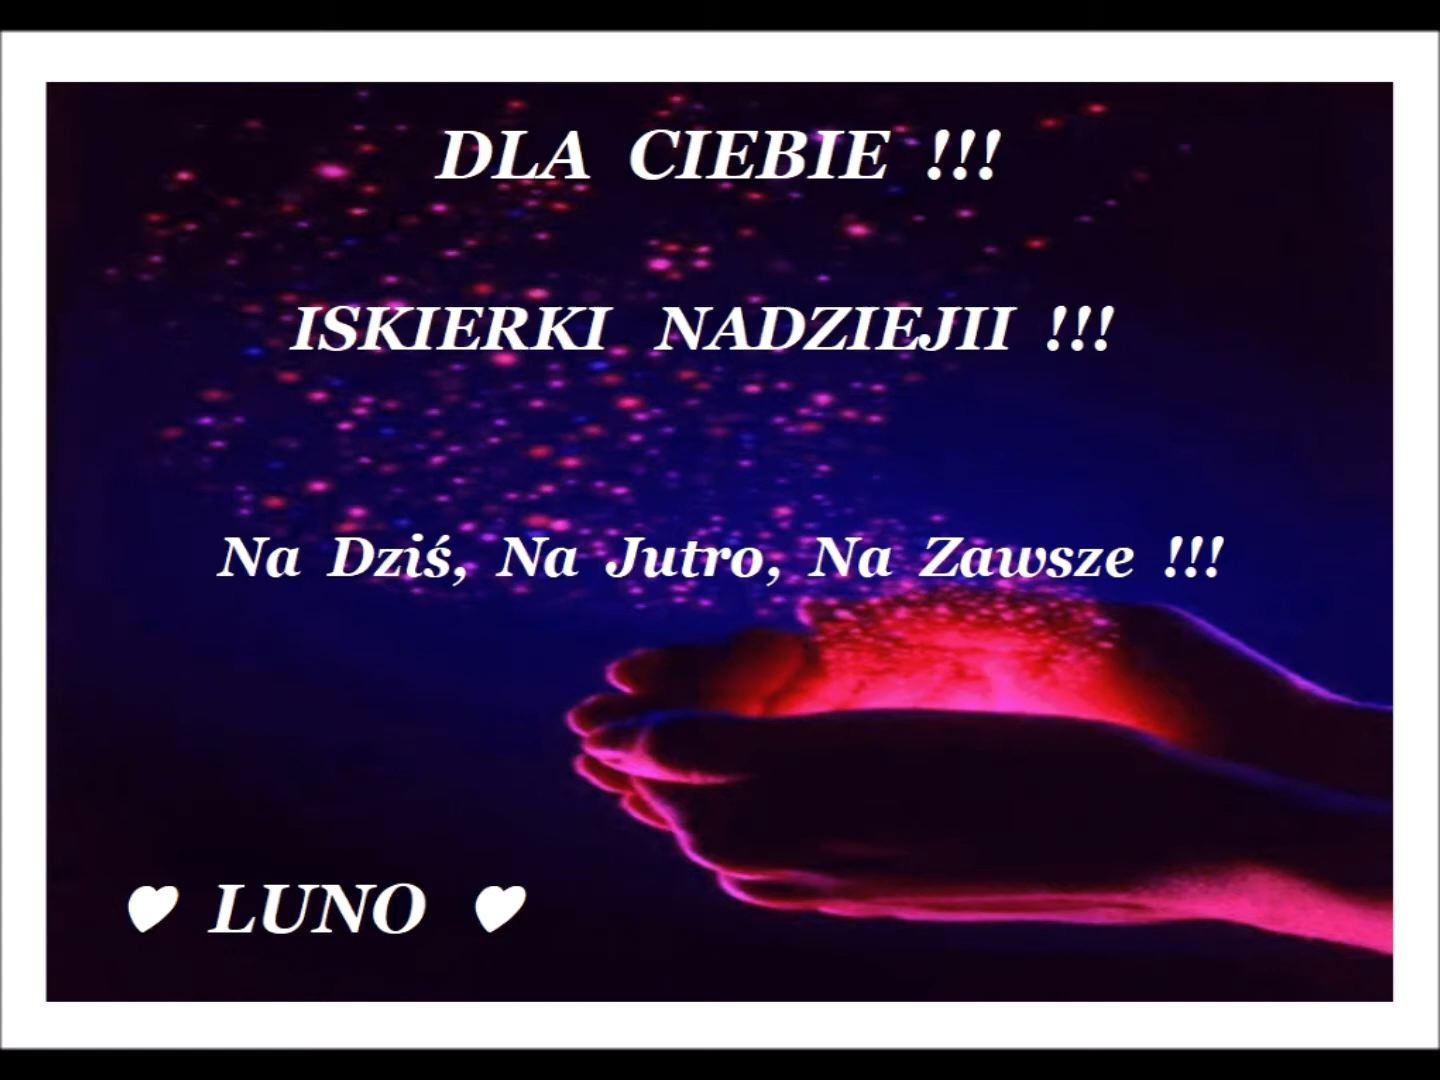 DLA CIEBIE !!!
ISKIERKI NADZIEJII !!!
Na Dziś, Na Jutro, Na Zawsze !!!
♥ LUNO ♥